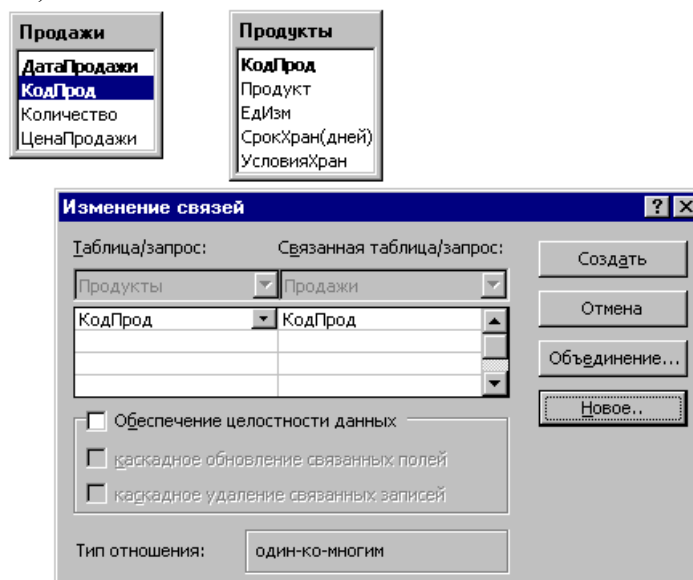 Продажи
ДатаПродажи
КодПрод
Количество
ЦенаПродажи
Продукты
КодПрод
Продукт
ЕдИзм
СрокХран(дней)
УсловияХран
Изменение связей
Таблица/запрос: Связанная таблица/запрос:
Продукты Продажи
КодПрод КодПрод
Создать
Отмена
Объединение...
Новое..
Обеспечение целостности данных
каскадное обновление связанных полей
каскадное удаление связанных записей
Тип отношения: один-ко-многим